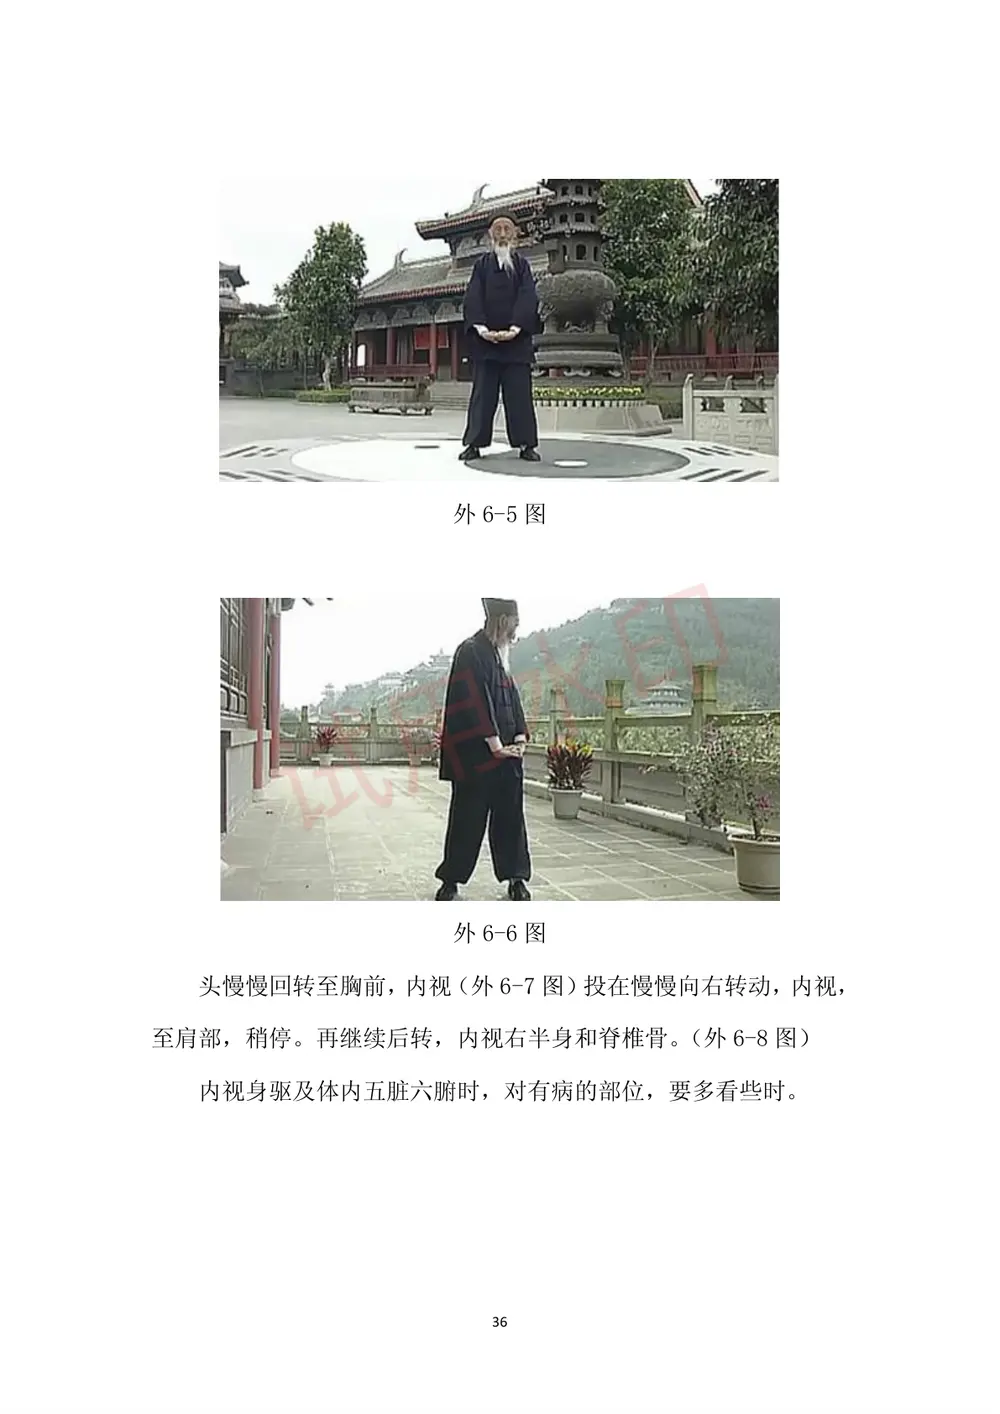 外 6-5 图
试用水印
外 6-6 图
头慢慢回转至胸前，内视（外 6-7 图）投在慢慢向右转动，内视，
至肩部，稍停。再继续后转，内视右半身和脊椎骨。（外 6-8 图）
内视身驱及体内五脏六腑时，对有病的部位，要多看些时。
36